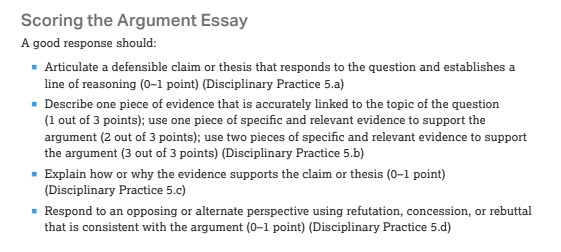 Scoring the Argument Essay
A good response should:
▪ Articulate a defensible claim or thesis that responds to the question and establishes a
line of reasoning (0–1 point) (Disciplinary Practice 5.a)
▪ Describe one piece of evidence that is accurately linked to the topic of the question
(1 out of 3 points); use one piece of specific and relevant evidence to support the
argument (2 out of 3 points); use two pieces of specific and relevant evidence to support
the argument (3 out of 3 points) (Disciplinary Practice 5.b)
▪ Explain how or why the evidence supports the claim or thesis (0–1 point)
(Disciplinary Practice 5.c)
▪ Respond to an opposing or alternate perspective using refutation, concession, or rebuttal
that is consistent with the argument (0–1 point) (Disciplinary Practice 5.d)